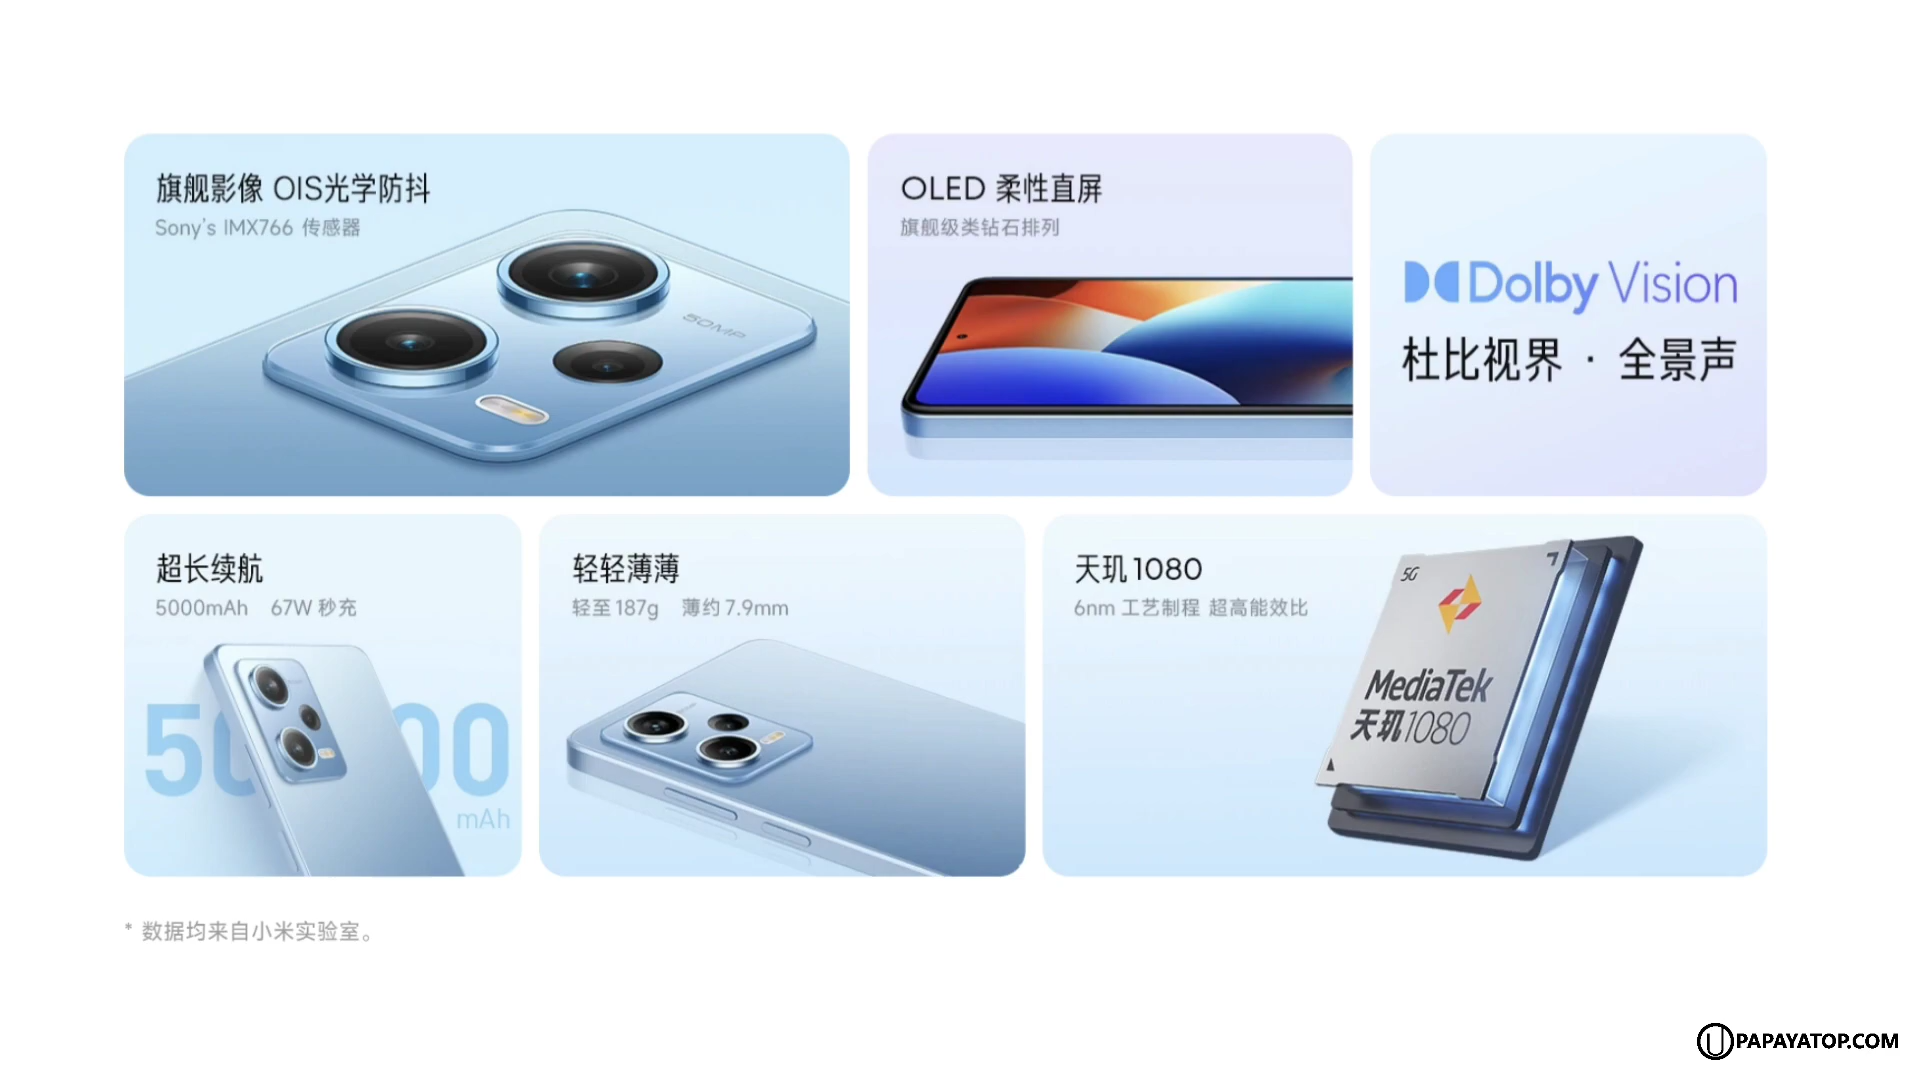 旗舰影像 OIS光学防抖
Sony's IMX766 传感器
50MP
OLED 柔性直屏
旗舰级类钻石排列
Dolby Vision
杜比视界 · 全景声
超长续航
5000mAh 67W 秒充
50 00
mAh
轻轻薄薄
轻至 187g 薄约 7.9mm
天玑 1080
6nm 工艺制程 超高能效比
5G
MediaTek
天玑1080
* 数据均来自小米实验室。
PAPAYATOP.COM